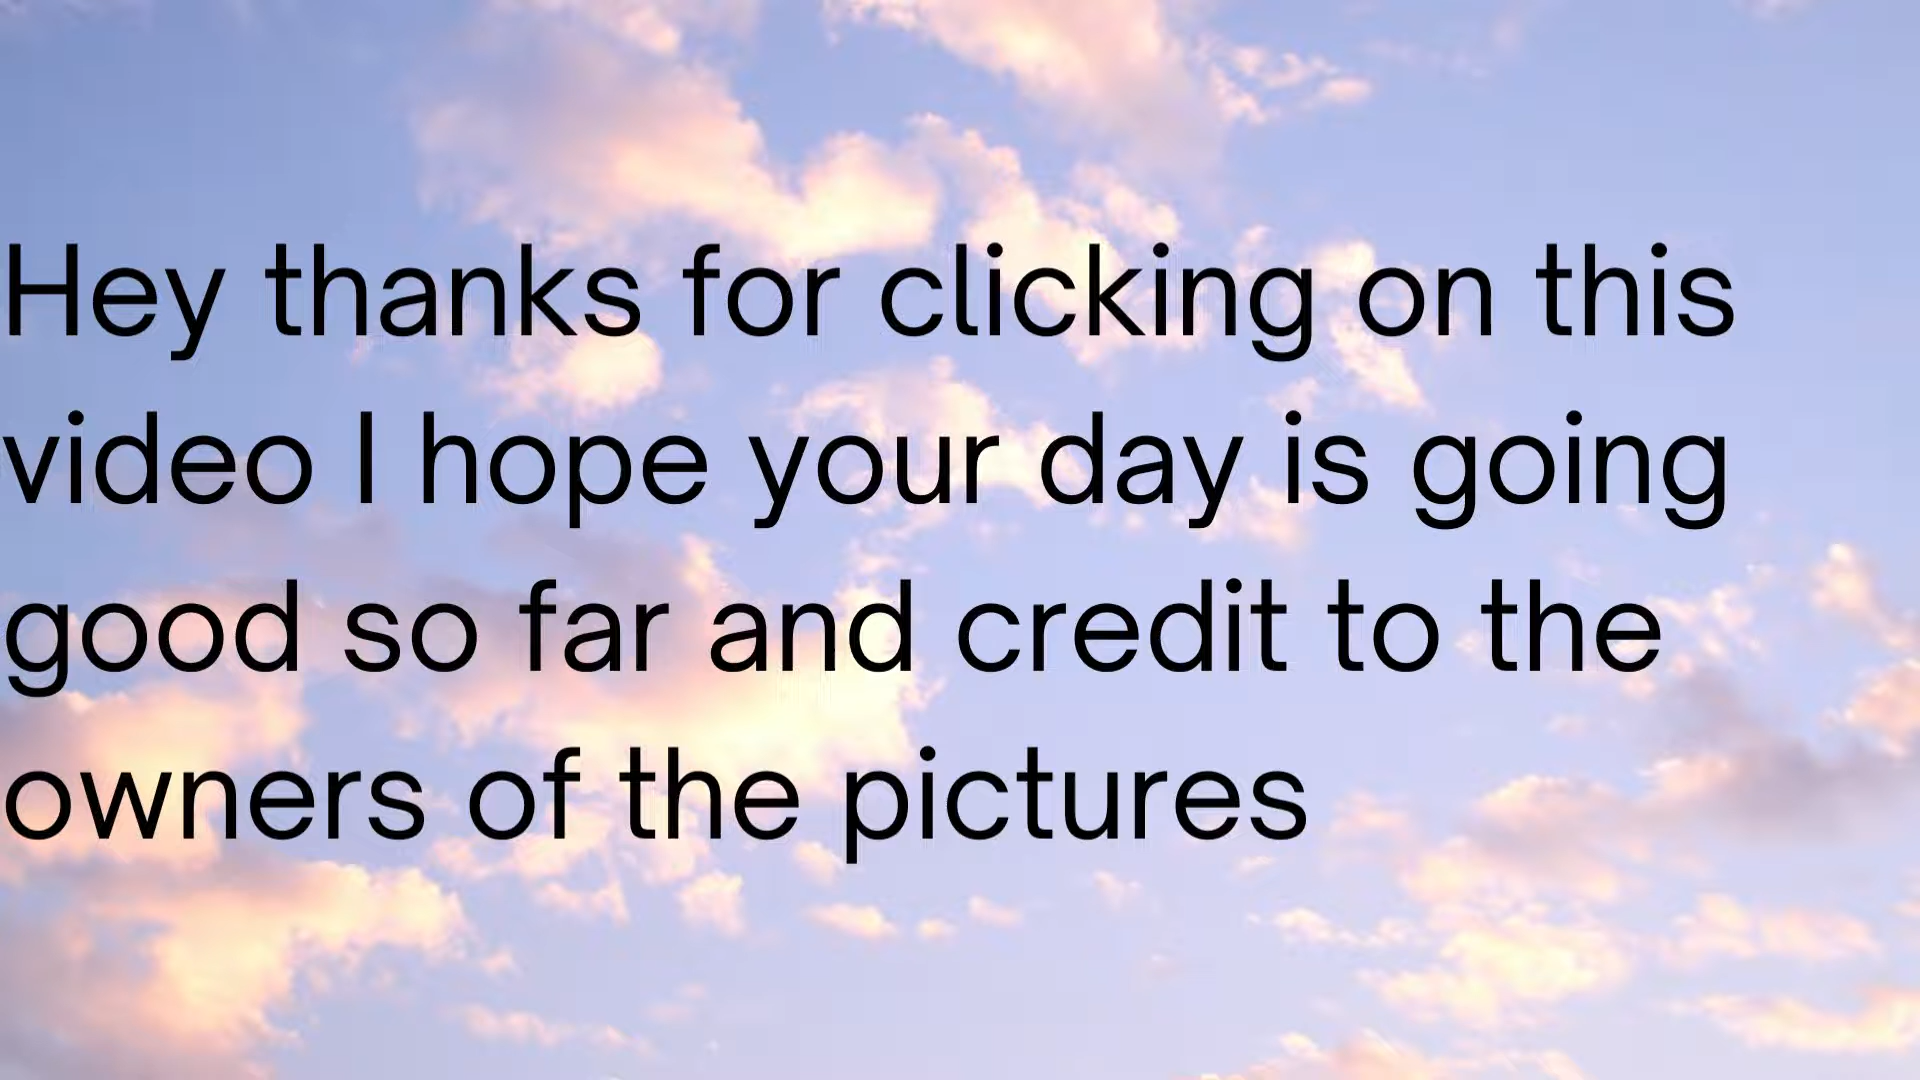 Hey thanks for clicking on this
video I hope your day is going
good so far and credit to the
owners of the pictures